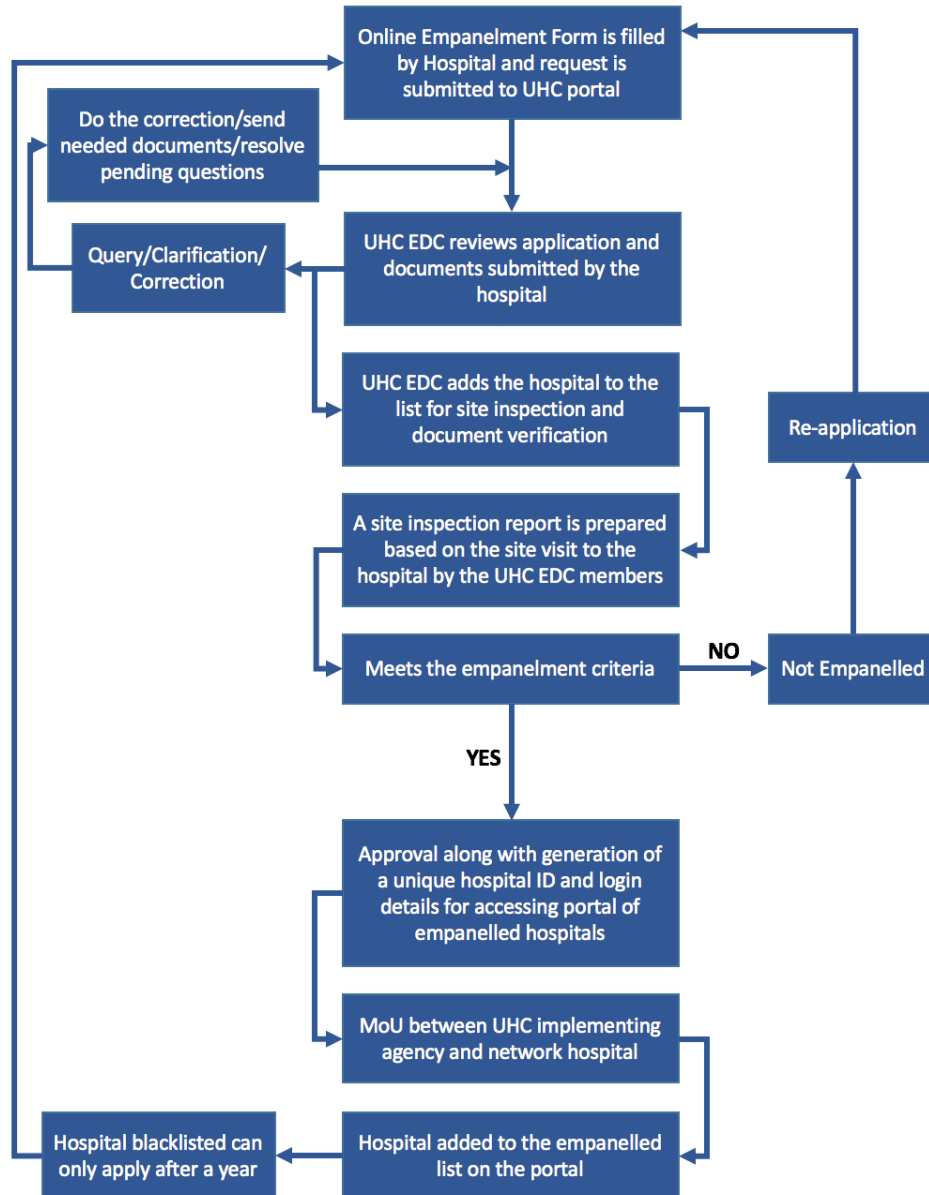 Online Empanelment Form is filled
by Hospital and request is
submitted to UHC portal
Do the correction/send
needed documents/resolve
pending questions
Query/Clarification/
Correction
UHC EDC reviews application and
documents submitted by the
hospital
UHC EDC adds the hospital to the
list for site inspection and
document verification
Re-application
A site inspection report is prepared
based on the site visit to the
hospital by the UHC EDC members
Meets the empanelment criteria
NO
Not Empanelled
YES
Approval along with generation of
a unique hospital ID and login
details for accessing portal of
empanelled hospitals
MoU between UHC implementing
agency and network hospital
Hospital added to the empanelled
list on the portal
Hospital blacklisted can
only apply after a year